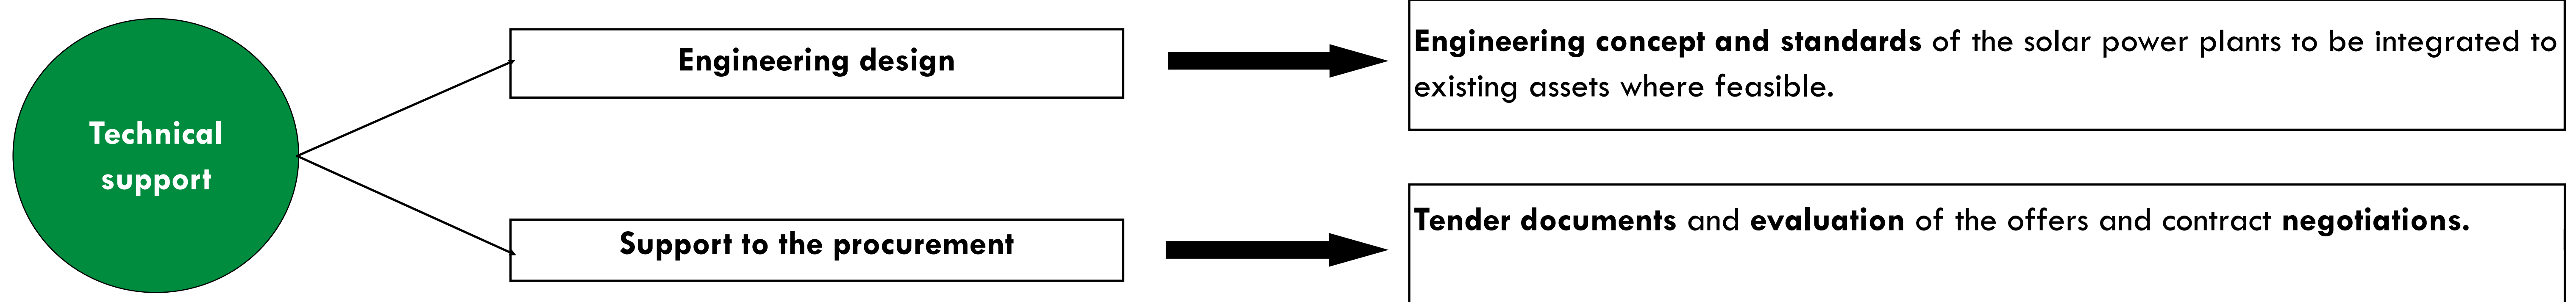 Technical
support
Engineering design
Engineering concept and standards of the solar power plants to be integrated to
existing assets where feasible.
Support to the procurement
Tender documents and evaluation of the offers and contract negotiations.